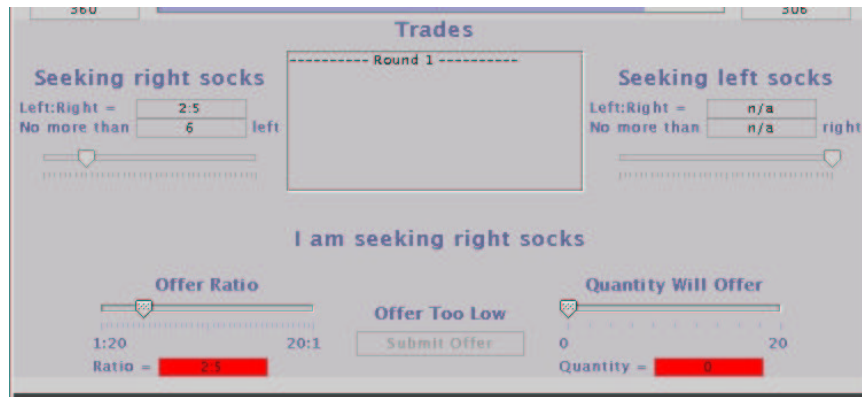 360 306
Trades
---------- Round 1 ----------
Seeking right socks
Left:Right = 2:5
No more than 6 left
Seeking left socks
Left:Right = n/a
No more than n/a right
I am seeking right socks
Offer Ratio
1:20 20:1
Ratio = 2:5
Offer Too Low
Submit Offer
Quantity Will Offer
0 20
Quantity = 0